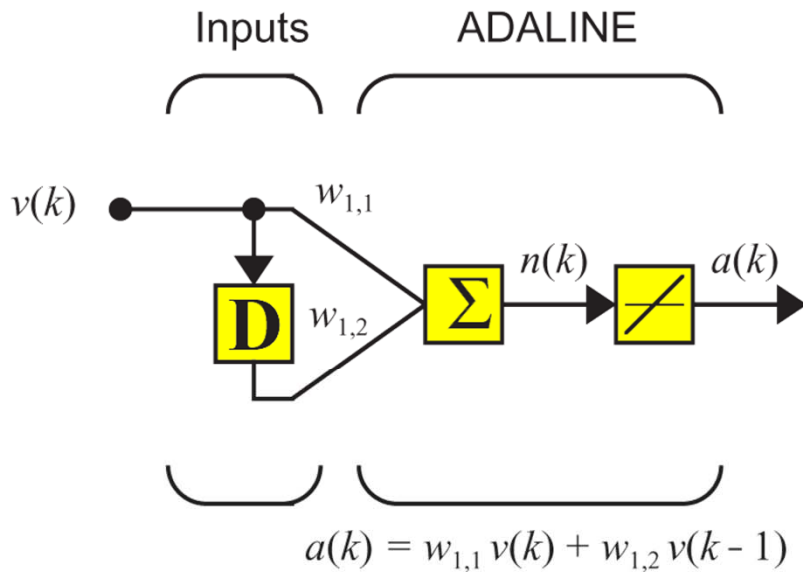 Inputs ADALINE
v(k) w1,1
n(k) a(k)
D w1,2 Σ
a(k) = w1,1 v(k) + w1,2 v(k - 1)